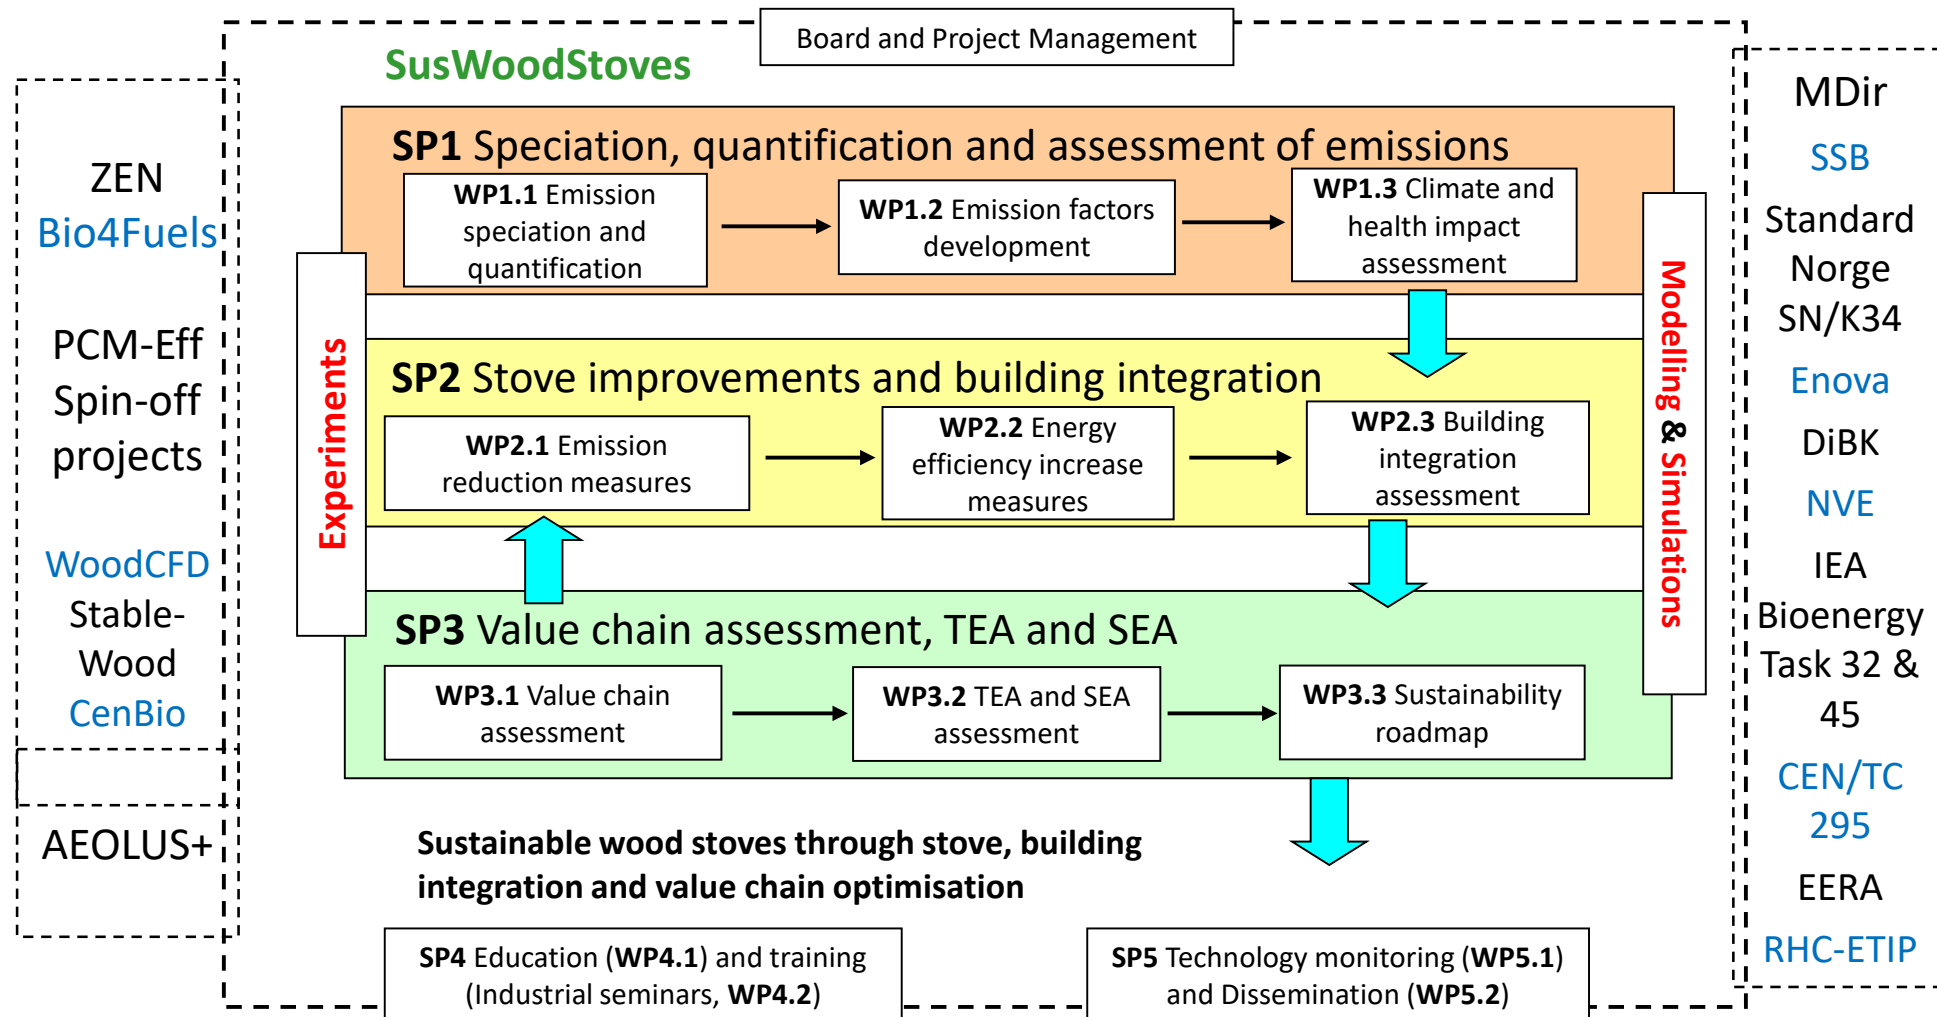 Board and Project Management
SusWoodStoves
ZEN
Bio4Fuels
PCM-Eff
Spin-off
projects
WoodCFD
Stable-
Wood
CenBio
AEOLUS+
Experiments
SP1 Speciation, quantification and assessment of emissions
WP1.1 Emission
speciation and
quantification
WP1.2 Emission factors
development
WP1.3 Climate and
health impact
assessment
SP2 Stove improvements and building integration
WP2.1 Emission
reduction measures
WP2.2 Energy
efficiency increase
measures
WP2.3 Building
integration
assessment
SP3 Value chain assessment, TEA and SEA
WP3.1 Value chain
assessment
WP3.2 TEA and SEA
assessment
WP3.3 Sustainability
roadmap
Modelling & Simulations
Sustainable wood stoves through stove, building
integration and value chain optimisation
SP4 Education (WP4.1) and training
(Industrial seminars, WP4.2)
SP5 Technology monitoring (WP5.1)
and Dissemination (WP5.2)
MDir
SSB
Standard
Norge
SN/K34
Enova
DiBK
NVE
IEA
Bioenergy
Task 32 &
45
CEN/TC
295
EERA
RHC-ETIP